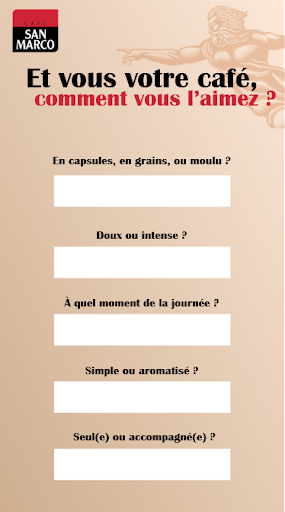 CAFÉ
SAN
MARCO
Et vous votre café,
comment vous l'aimez ?
En capsules, en grains, ou moulu ?
Doux ou intense ?
À quel moment de la journée ?
Simple ou aromatisé ?
Seul(e) ou accompagné(e) ?